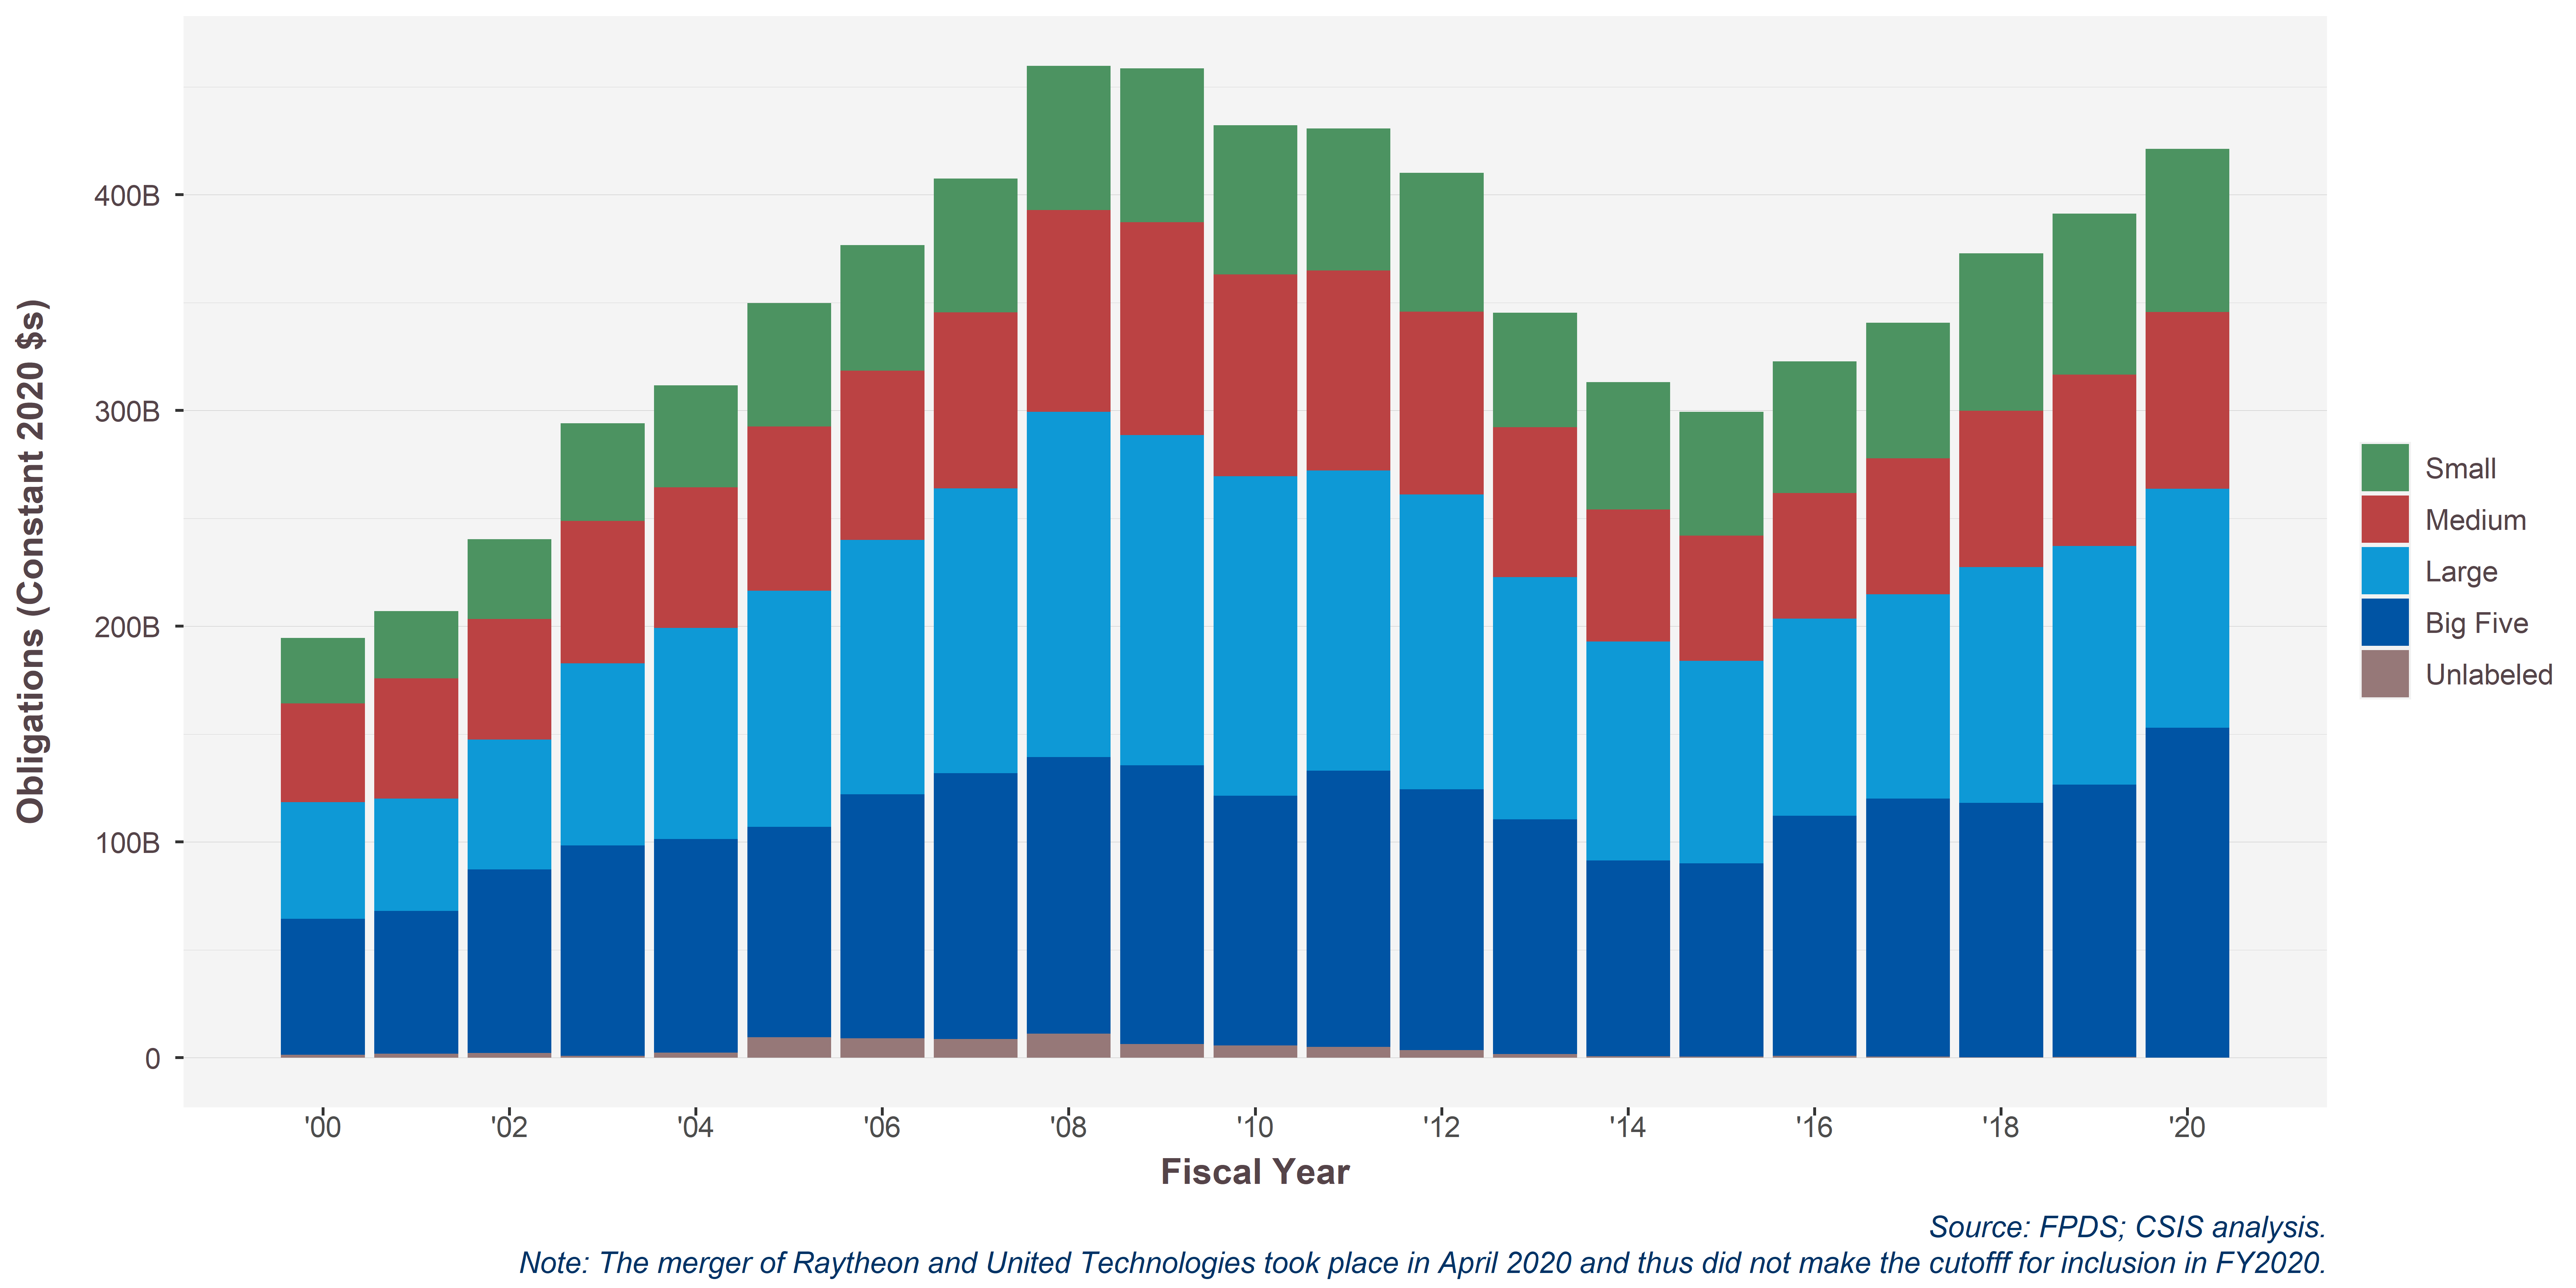 Obligations (Constant 2020 $s)
400B
300B
200B
100B
0
'00 '02 '04 '06 '08 '10 '12 '14 '16 '18 '20
Fiscal Year
Small
Medium
Large
Big Five
Unlabeled
Source: FPDS; CSIS analysis.
Note: The merger of Raytheon and United Technologies took place in April 2020 and thus did not make the cutofff for inclusion in FY2020.